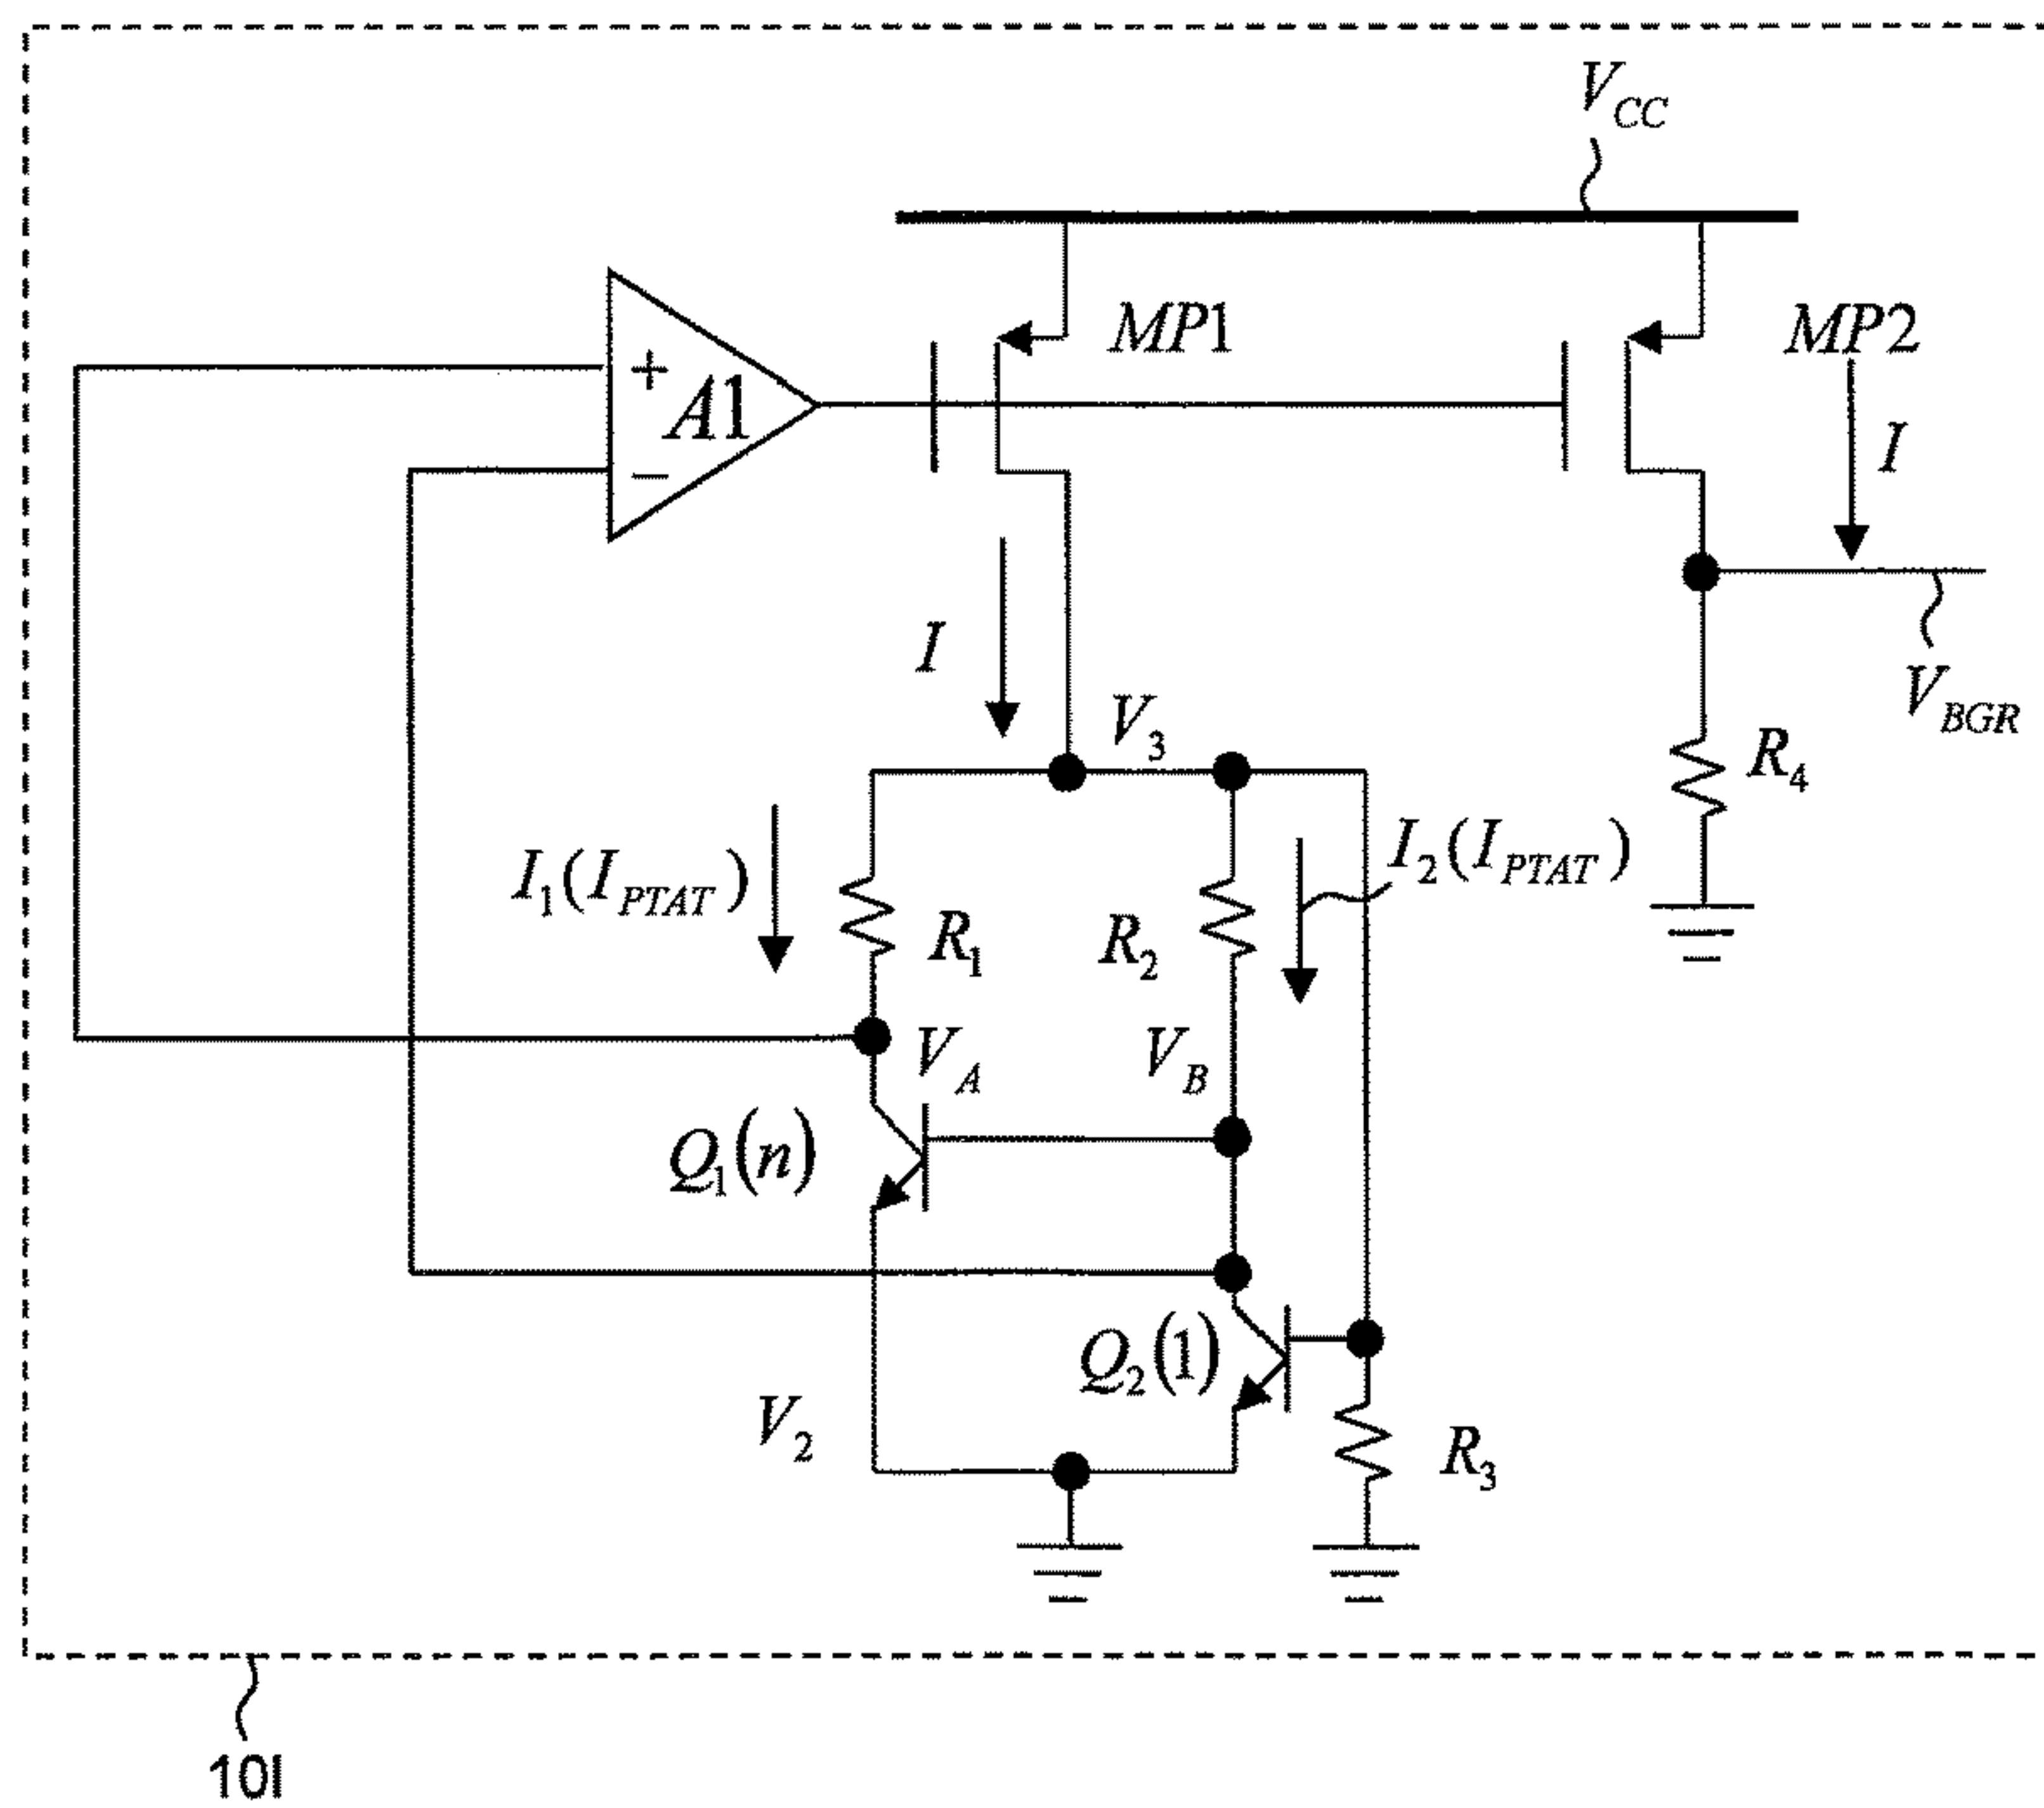 V_CC
MP1
MP2
+
A1
−
I
I
V_3
V_BGR
R_4
I_1(I_PTAT)
I_2(I_PTAT)
R_1
R_2
V_A
V_B
Q_1(n)
Q_2(1)
V_2
R_3
10I